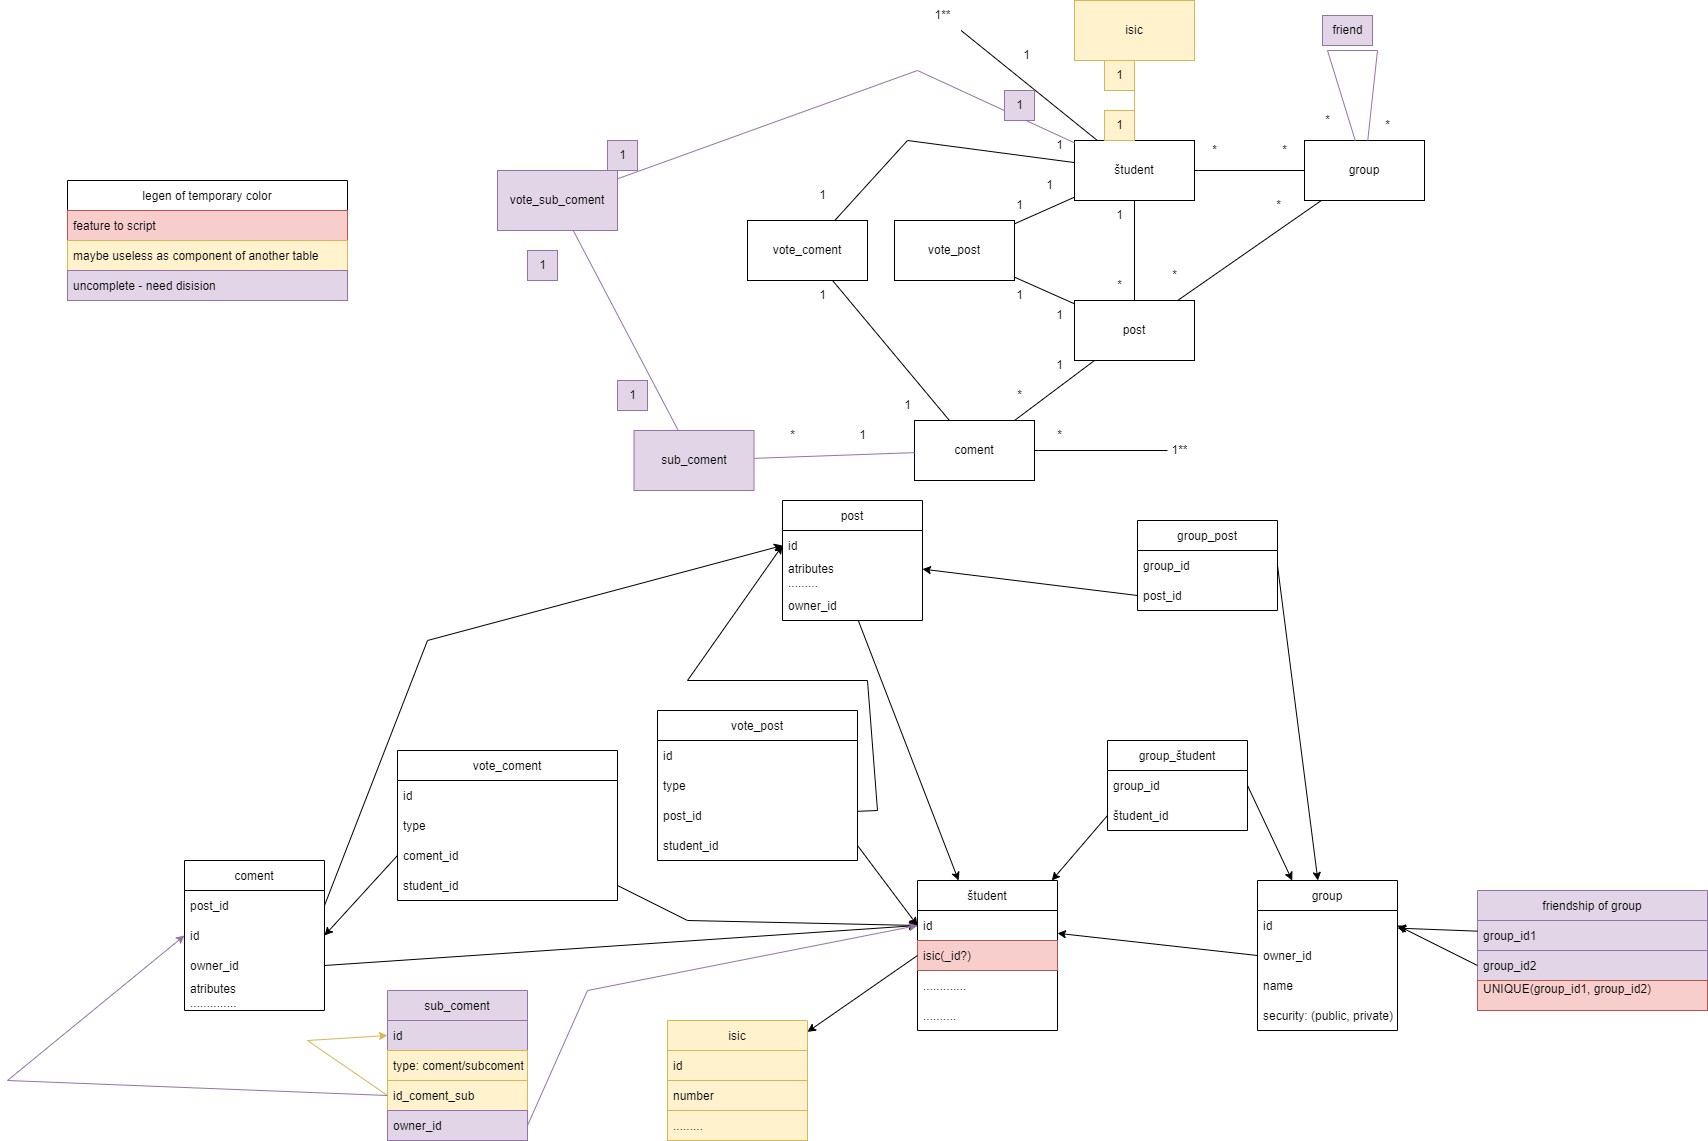 1**
isic
friend
1
1
1
1
*
*
1
1
*
*
študent
group
legen of temporary color
feature to script
maybe useless as component of another table
uncomplete - need disision
vote_sub_coment
1
1
1
1
*
1
vote_coment
vote_post
1
*
*
1
1
1
1
post
1
1
*
1
*
1
*
sub_coment
coment
1**
post
id
atributes
.........
owner_id
group_post
group_id
post_id
vote_post
id
type
post_id
student_id
vote_coment
id
type
coment_id
student_id
group_študent
group_id
študent_id
coment
post_id
id
owner_id
atributes
..............
študent
id
isic(_id?)
.............
..........
group
id
owner_id
name
security: (public, private)
friendship of group
group_id1
group_id2
UNIQUE(group_id1, group_id2)
sub_coment
id
type: coment/subcoment
id_coment_sub
owner_id
isic
id
number
.........